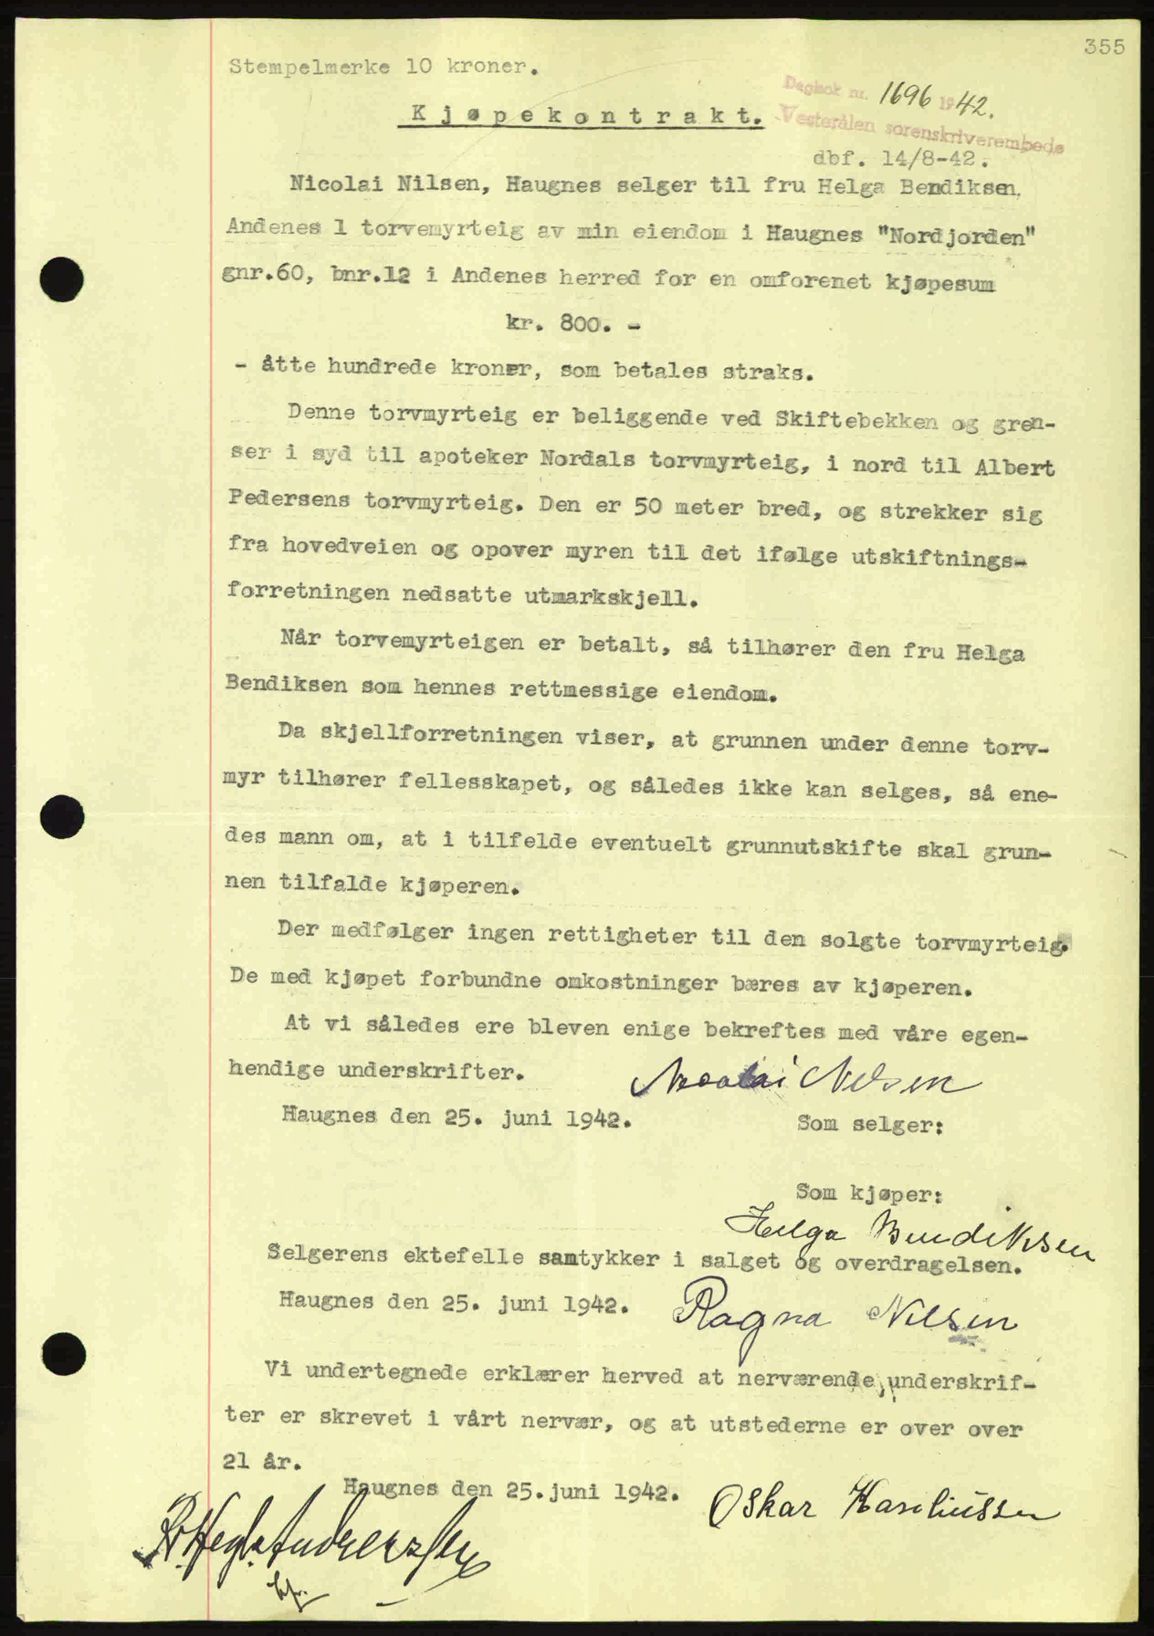 355
Stempelmerke 10 kroner.
Dagbok nr. 1696 1942.
Kjøpekontrakt.
Vesterålen sorenskriverembede
dbf. 14/8-42.
Nicolai Nilsen, Haugnes selger til fru Helga Bendiksen,
Andenes 1 torvemyrteig av min eiendom i Haugnes "Nordjorden"
gnr.60, bnr.12 i Andenes herred for en omforenet kjøpesum
kr. 800. -
- åtte hundrede kroner, som betales straks.
Denne torvmyrteig er beliggende ved Skiftebekken og gren-
ser i syd til apoteker Nordals torvmyrteig, i nord til Albert
Pedersens torvmyrteig. Den er 50 meter bred, og strekker sig
fra hovedveien og opover myren til det ifølge utskiftnings-
forretningen nedsatte utmarkskjell.
Når torvemyrteigen er betalt, så tilhører den fru Helga
Bendiksen som hennes rettmessige eiendom.
Da skjellforretningen viser, at grunnen under denne torv-
myr tilhører fellesskapet, og således ikke kan selges, så ene-
des mann om, at i tilfelde eventuelt grunnutskifte skal grun-
nen tilfalde kjøperen.
Der medfølger ingen rettigheter til den solgte torvmyrteig.
De med kjøpet forbundne omkostninger bæres av kjøperen.
At vi således ere bleven enige bekreftes med våre egen-
hendige underskrifter.
Nicolai Nilsen
Haugnes den 25. juni 1942.
Som selger:
Som kjøper:
Helga Bendiksen
Selgerens ektefelle samtykker i salget og overdragelsen.
Haugnes den 25. juni 1942.
Ragna Nilsen
Vi undertegnede erklærer herved at nerværende underskrif-
ter er skrevet i vårt nervær, og at utstederne er over over
21 år.
Haugnes den 25.juni 1942.
Oskar